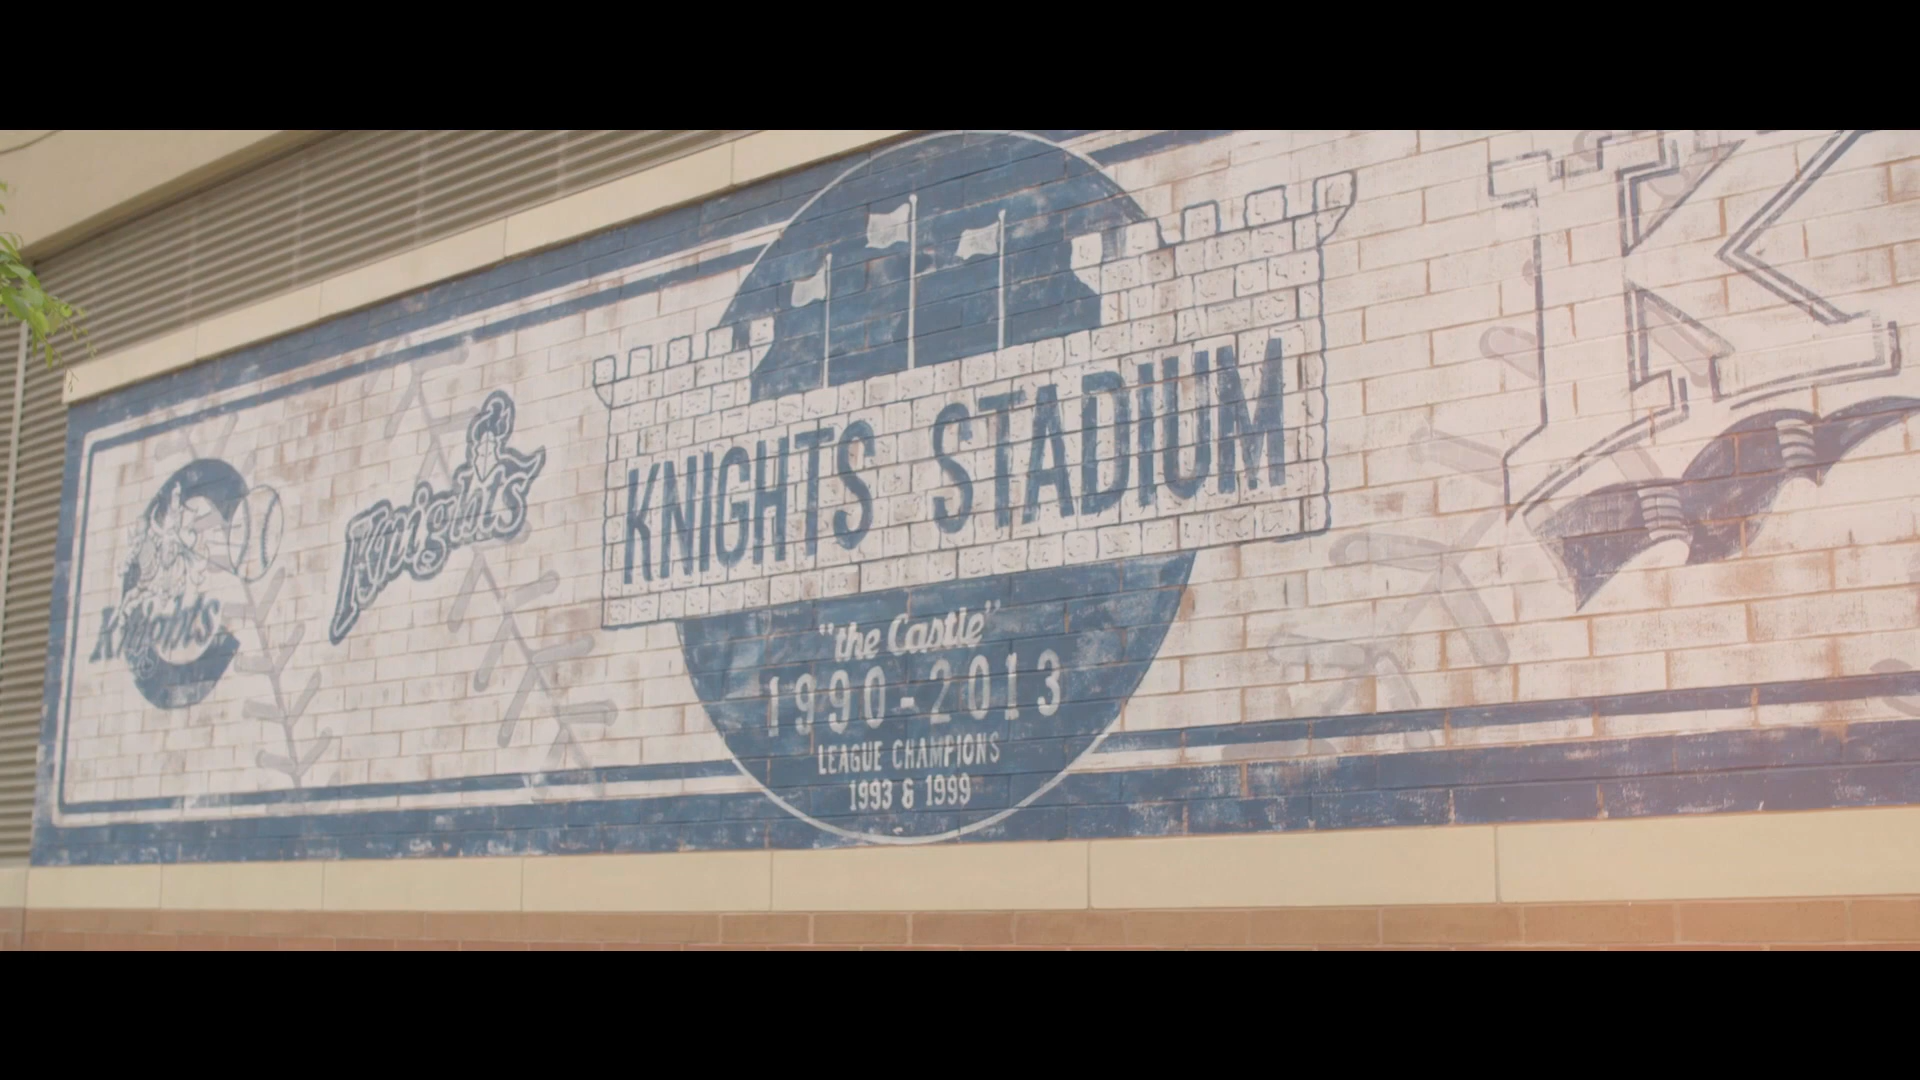 Knights
Knights
KNIGHTS STADIUM
"the Castle"
1990-2013
LEAGUE CHAMPIONS
1993 & 1999
K